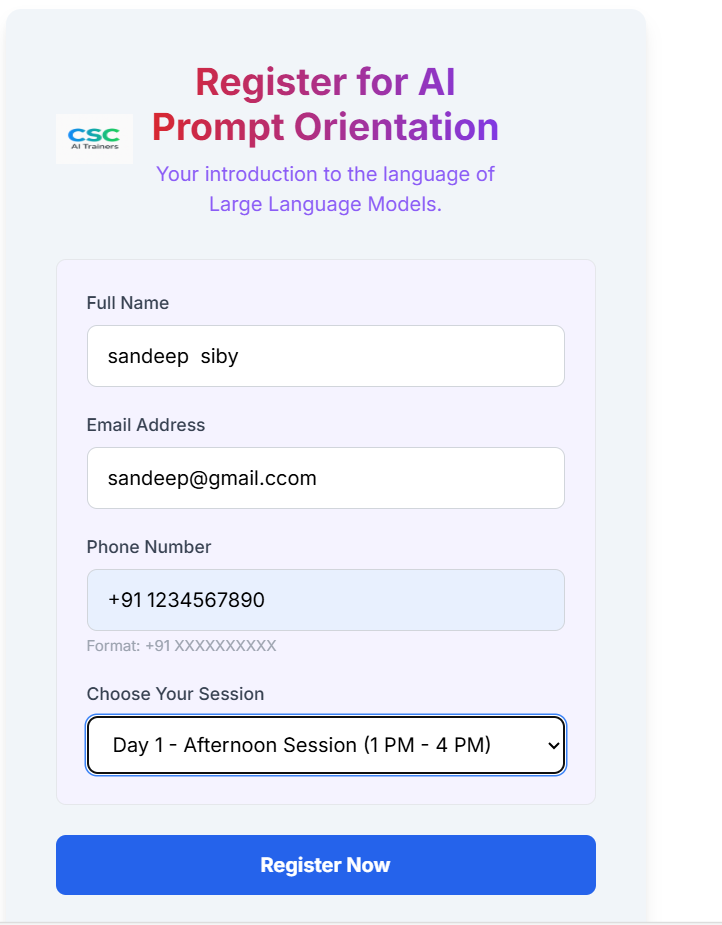 Register for AI
Prompt Orientation
CSC
AI Trainers
Your introduction to the language of
Large Language Models.
Full Name
sandeep  siby
Email Address
sandeep@gmail.ccom
Phone Number
+91 1234567890
Format: +91 XXXXXXXXXX
Choose Your Session
Day 1 - Afternoon Session (1 PM - 4 PM)
Register Now